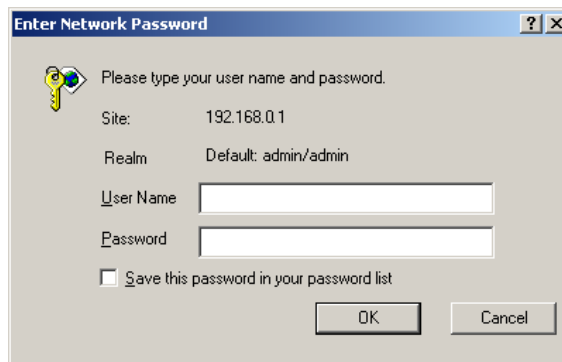 Enter Network Password
Please type your user name and password.
Site: 192.168.0.1
Realm Default: admin/admin
User Name
Password
Save this password in your password list
OK Cancel